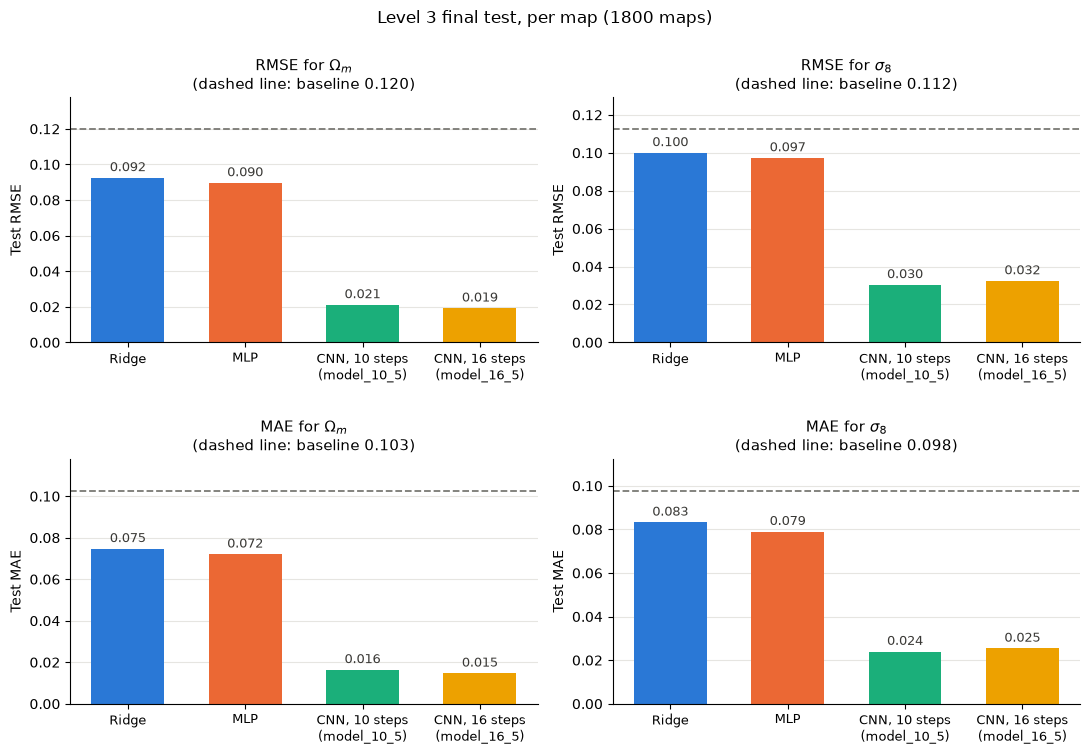 Level 3 final test, per map (1800 maps)
RMSE for Ωₘ
(dashed line: baseline 0.120)
Test RMSE
0.12
0.10
0.08
0.06
0.04
0.02
0.00
0.092
0.090
0.021
0.019
Ridge
MLP
CNN, 10 steps
(model_10_5)
CNN, 16 steps
(model_16_5)
RMSE for σ₈
(dashed line: baseline 0.112)
Test RMSE
0.12
0.10
0.08
0.06
0.04
0.02
0.00
0.100
0.097
0.030
0.032
Ridge
MLP
CNN, 10 steps
(model_10_5)
CNN, 16 steps
(model_16_5)
MAE for Ωₘ
(dashed line: baseline 0.103)
Test MAE
0.10
0.08
0.06
0.04
0.02
0.00
0.075
0.072
0.016
0.015
Ridge
MLP
CNN, 10 steps
(model_10_5)
CNN, 16 steps
(model_16_5)
MAE for σ₈
(dashed line: baseline 0.098)
Test MAE
0.10
0.08
0.06
0.04
0.02
0.00
0.083
0.079
0.024
0.025
Ridge
MLP
CNN, 10 steps
(model_10_5)
CNN, 16 steps
(model_16_5)